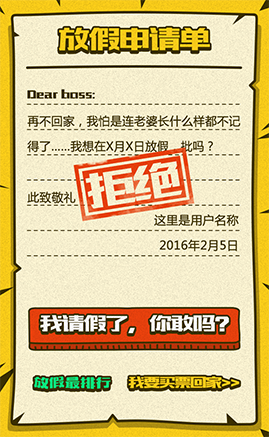 放假申请单
Dear boss:
再不回家，我怕是连老婆长什么样都不记
得了……我想在X月X日放假，批吗？
此致敬礼
拒绝
这里是用户名称
2016年2月5日
我请假了，你敢吗？
放假最排行
我要买票回家>>